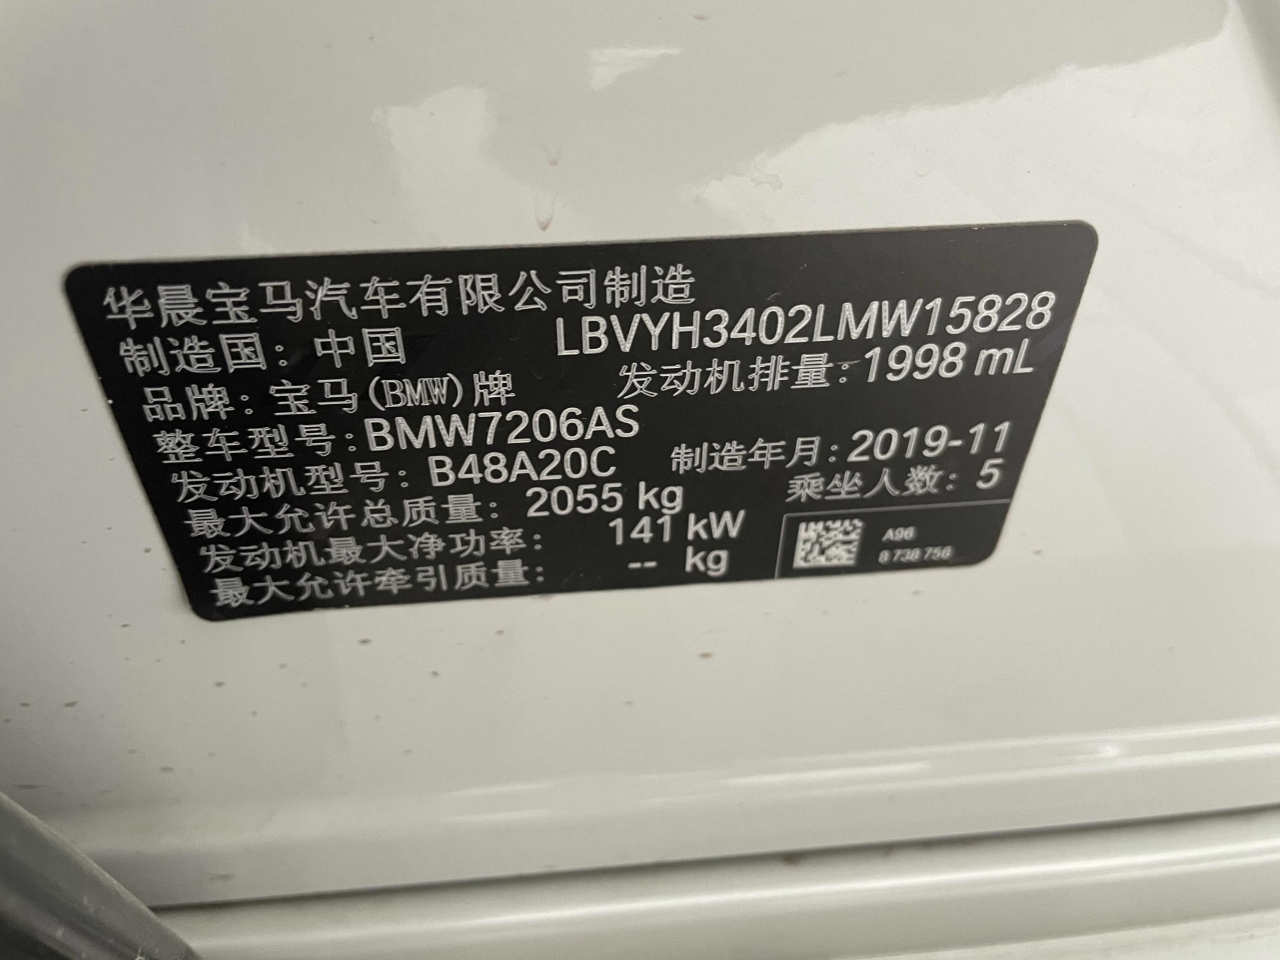 华晨宝马汽车有限公司制造
制造国：中国 LBVYH3402LMW15828
品牌：宝马(BMW)牌 发动机排量：1998 mL
整车型号：BMW7206AS
发动机型号：B48A20C 制造年月：2019-11
最大允许总质量：2055 kg 乘坐人数：5
发动机最大净功率：141 kW
最大允许牵引质量：-- kg
A96
8 738 756